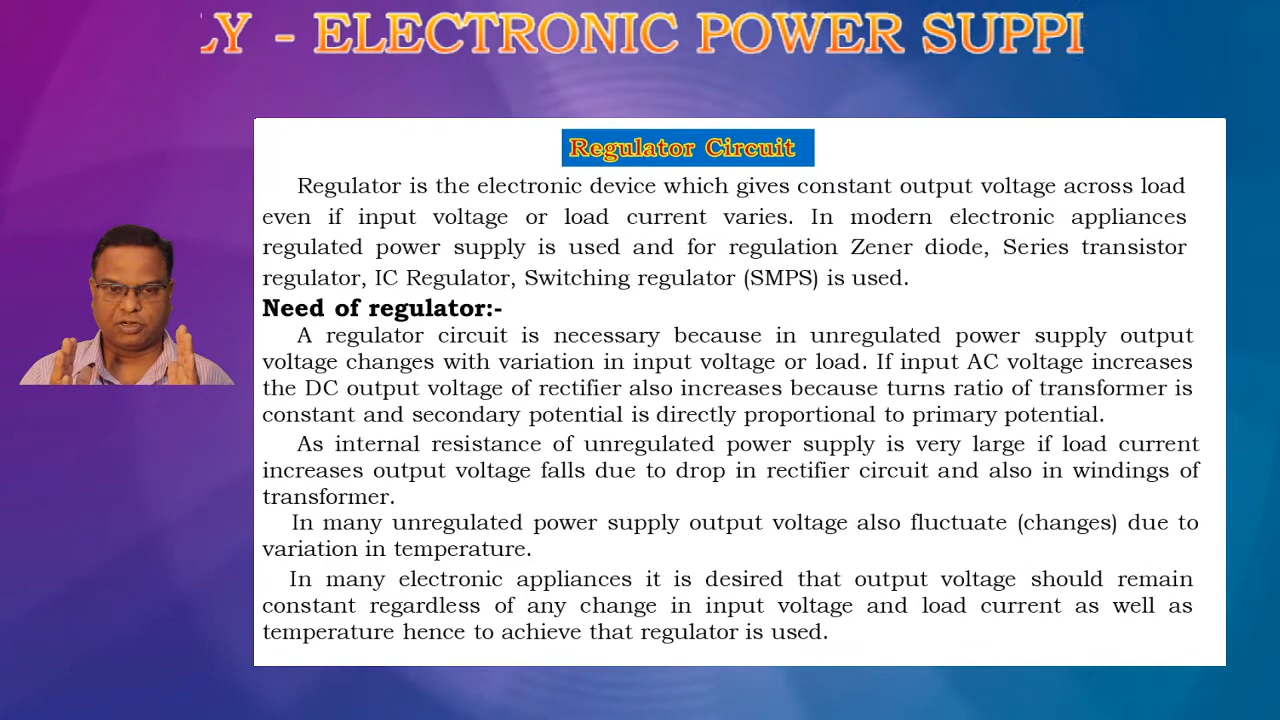 - ELECTRONIC POWER
Regulator Circuit
Regulator is the electronic device which gives constant output voltage across load
even if input voltage or load current varies. In modern electronic appliances
regulated power supply is used and for regulation Zener diode, Series transistor
regulator, IC Regulator, Switching regulator (SMPS) is used.
Need of regulator:-
A regulator circuit is necessary because in unregulated power supply output
voltage changes with variation in input voltage or load. If input AC voltage increases
the DC output voltage of rectifier also increases because turns ratio of transformer is
constant and secondary potential is directly proportional to primary potential.
As internal resistance of unregulated power supply is very large if load current
increases output voltage falls due to drop in rectifier circuit and also in windings of
transformer.
In many unregulated power supply output voltage also fluctuate (changes) due to
variation in temperature.
In many electronic appliances it is desired that output voltage should remain
constant regardless of any change in input voltage and load current as well as
temperature hence to achieve that regulator is used.